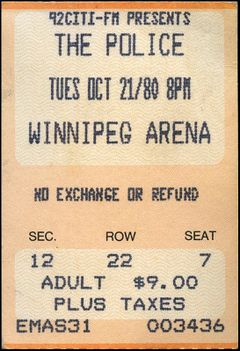 92CITI-FM PRESENTS
THE POLICE
TUES OCT 21/80 8PM
WINNIPEG ARENA
NO EXCHANGE OR REFUND
SEC. ROW SEAT
12 22 7
ADULT $9.00
PLUS TAXES
EMAS31 003436